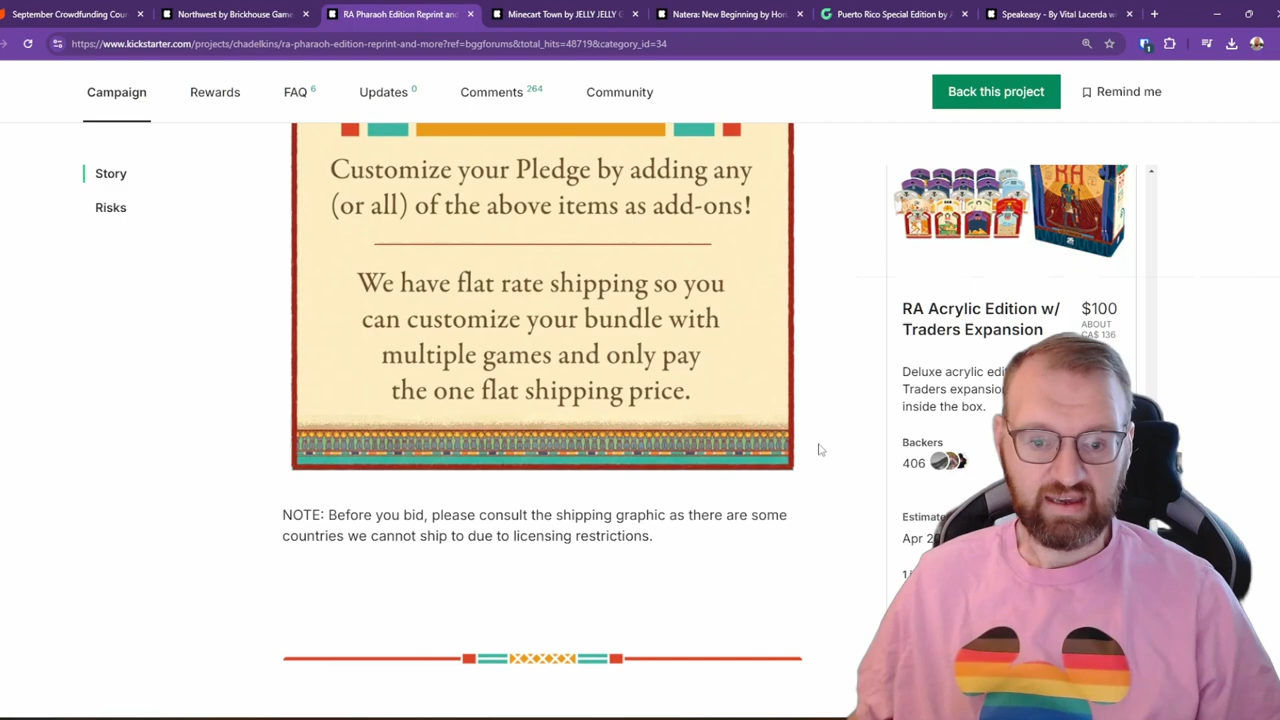 September Crowdfunding Cou
Northwest by Brickhouse Game
RA Pharaoh Edition Reprint and
Minecart Town by JELLY JELLY G
Natera: New Beginning by Hori
Puerto Rico Special Edition by A
Speakeasy - By Vital Lacerda w
https://www.kickstarter.com/projects/chadelkins/ra-pharaoh-edition-reprint-and-more?ref=bggforums&total_hits=48719&category_id=34
Campaign
Rewards
FAQ 6
Updates 0
Comments 264
Community
Back this project
Remind me
Story
Risks
Customize your Pledge by adding any
(or all) of the above items as add-ons!
We have flat rate shipping so you
can customize your bundle with
multiple games and only pay
the one flat shipping price.
NOTE: Before you bid, please consult the shipping graphic as there are some
countries we cannot ship to due to licensing restrictions.
RA
RA Acrylic Edition w/
Traders Expansion
$100
ABOUT
CA$ 136
Deluxe acrylic edi
Traders expansio
inside the box.
Backers
406
Estimate
Apr 2